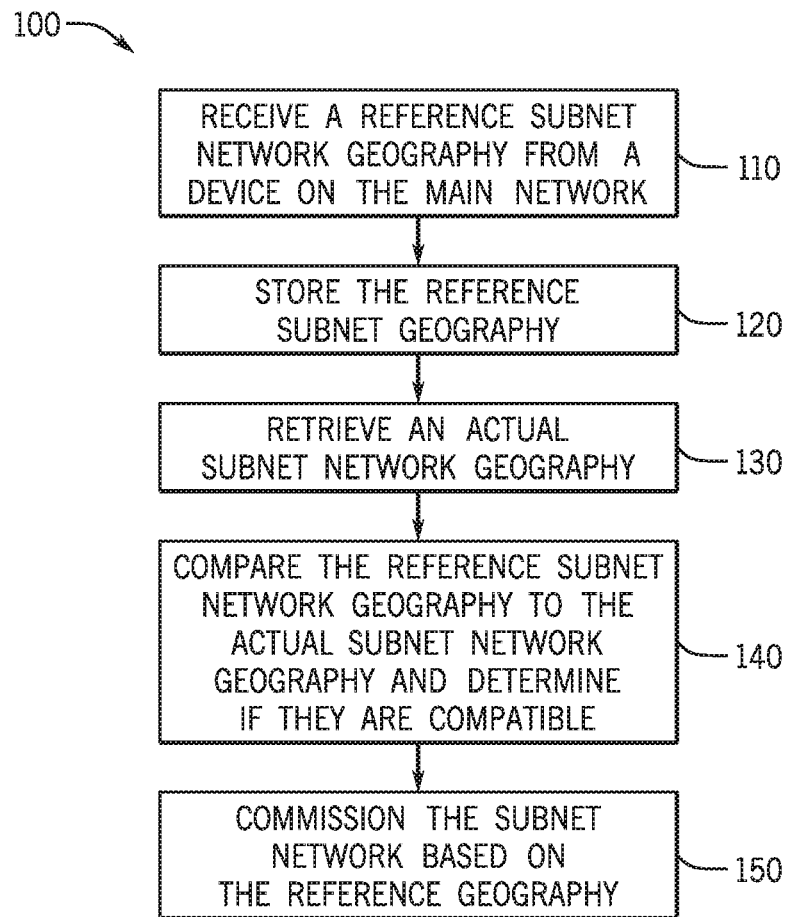 100
RECEIVE A REFERENCE SUBNET
NETWORK GEOGRAPHY FROM A
DEVICE ON THE MAIN NETWORK
110
STORE THE REFERENCE
SUBNET GEOGRAPHY
120
RETRIEVE AN ACTUAL
SUBNET NETWORK GEOGRAPHY
130
COMPARE THE REFERENCE SUBNET
NETWORK GEOGRAPHY TO THE
ACTUAL SUBNET NETWORK
GEOGRAPHY AND DETERMINE
IF THEY ARE COMPATIBLE
140
COMMISSION THE SUBNET
NETWORK BASED ON
THE REFERENCE GEOGRAPHY
150